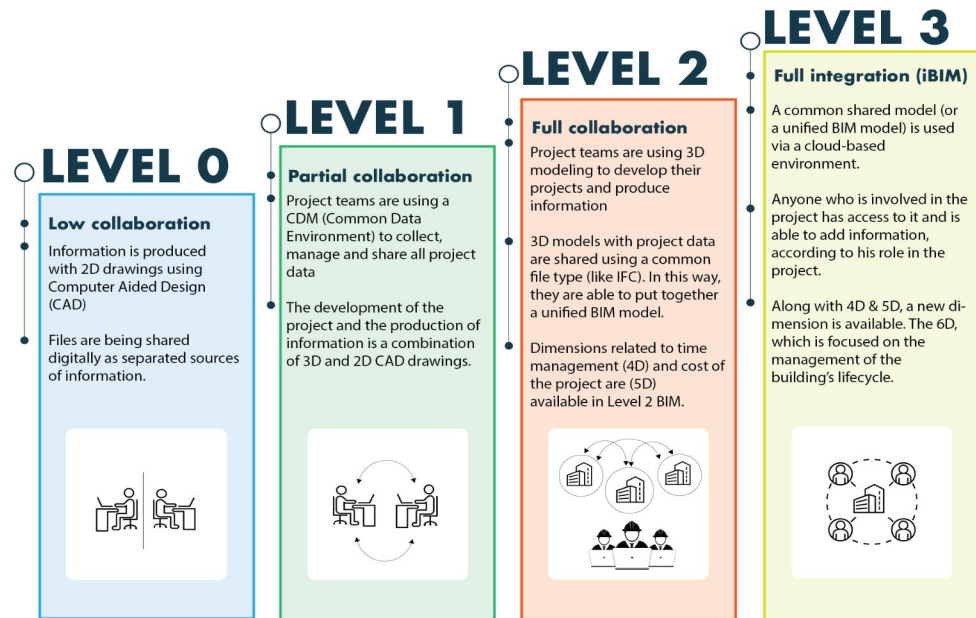 LEVEL 0
Low collaboration
Information is produced
with 2D drawings using
Computer Aided Design
(CAD)
Files are being shared
digitally as separated sources
of information.
LEVEL 1
Partial collaboration
Project teams are using a
CDM (Common Data
Environment) to collect,
manage and share all project
data
The development of the
project and the production of
information is a combination
of 3D and 2D CAD drawings.
LEVEL 2
Full collaboration
Project teams are using 3D
modeling to develop their
projects and produce
information
3D models with project data
are shared using a common
file type (like IFC). In this way,
they are able to put together
a unified BIM model.
Dimensions related to time
management (4D) and cost of
the project are (5D)
available in Level 2 BIM.
LEVEL 3
Full integration (iBIM)
A common shared model (or
a unified BIM model) is used
via a cloud-based
environment.
Anyone who is involved in the
project has access to it and is
able to add information,
according to his role in the
project.
Along with 4D & 5D, a new di-
mension is available. The 6D,
which is focused on the
management of the
building's lifecycle.